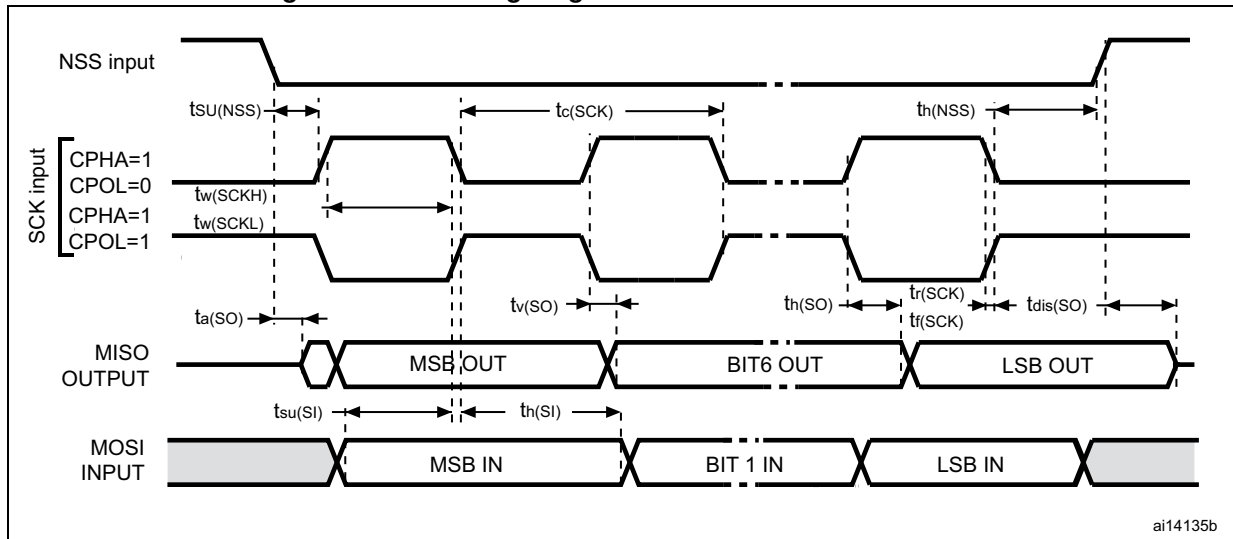 NSS input
tSU(NSS)
tc(SCK)
th(NSS)
SCK input
CPHA=1
CPOL=0
tw(SCKH)
CPHA=1
tw(SCKL)
CPOL=1
ta(SO)
tv(SO)
th(SO)
tr(SCK)
tf(SCK)
tdis(SO)
MISO
OUTPUT
MSB OUT
BIT6 OUT
LSB OUT
tsu(SI)
th(SI)
MOSI
INPUT
MSB IN
BIT 1 IN
LSB IN
ai14135b